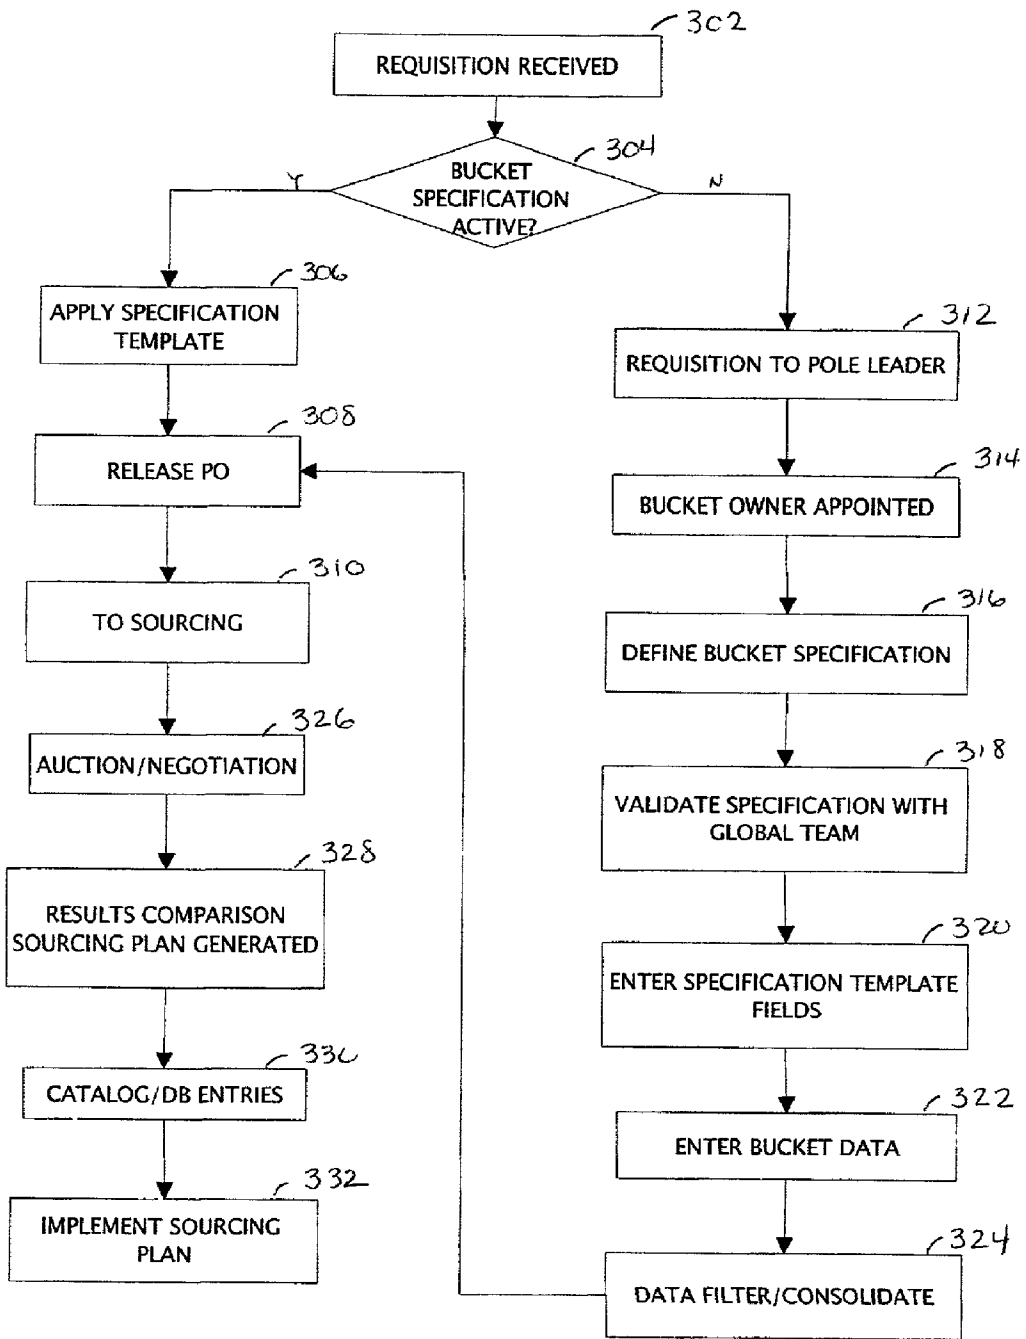 302
REQUISITION RECEIVED
304
BUCKET
SPECIFICATION
ACTIVE?
Y
N
306
APPLY SPECIFICATION
TEMPLATE
308
RELEASE PO
310
TO SOURCING
326
AUCTION/NEGOTIATION
328
RESULTS COMPARISON
SOURCING PLAN GENERATED
330
CATALOG/DB ENTRIES
332
IMPLEMENT SOURCING
PLAN
312
REQUISITION TO POLE LEADER
314
BUCKET OWNER APPOINTED
316
DEFINE BUCKET SPECIFICATION
318
VALIDATE SPECIFICATION WITH
GLOBAL TEAM
320
ENTER SPECIFICATION TEMPLATE
FIELDS
322
ENTER BUCKET DATA
324
DATA FILTER/CONSOLIDATE